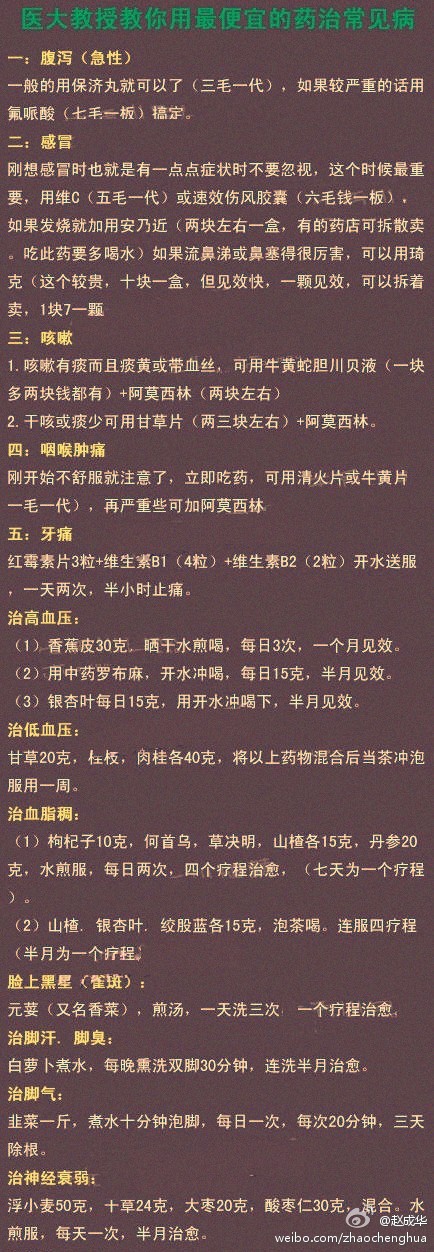 医大教授教你用最便宜的药治常见病
一：腹泻（急性）
一般的用保济丸就可以了（三毛一代），如果较严重的话用
氟哌酸（七毛一板）搞定。
二：感冒
刚想感冒时也就是有一点点症状时不要忽视，这个时候最重
要，用维C（五毛一代）或速效伤风胶囊（六毛钱一板），
如果发烧就加用安乃近（两块左右一盒，有的药店可拆散卖
。吃此药要多喝水）如果流鼻涕或鼻塞得很厉害，可以用琦
克（这个较贵，十块一盒，但见效快，一颗见效，可以拆着
卖，1块7一颗
三：咳嗽
1.咳嗽有痰而且痰黄或带血丝，可用牛黄蛇胆川贝液（一块
多两块钱都有）+阿莫西林（两块左右）
2.干咳或痰少可用甘草片（两三块左右）+阿莫西林。
四：咽喉肿痛
刚开始不舒服就注意了，立即吃药，可用清火片或牛黄片
一毛一代），再严重些可加阿莫西林
五：牙痛
红霉素片3粒+维生素B1（4粒）+维生素B2（2粒）开水送服
，一天两次，半小时止痛。
治高血压：
（1）香蕉皮30克，晒干水煎喝，每日3次，一个月见效。
（2）用中药罗布麻，开水冲喝，每日15克，半月见效。
（3）银杏叶每日15克，用开水冲喝下，半月见效。
治低血压：
甘草20克，桂枝，肉桂各40克，将以上药物混合后当茶冲泡
服用一周。
治血脂稠：
（1）枸杞子10克，何首乌，草决明，山楂各15克，丹参20
克，水煎服，每日两次，四个疗程治愈，（七天为一个疗程
）。
（2）山楂．银杏叶．绞股蓝各15克，泡茶喝。连服四疗程
（半月为一个疗程
脸上黑星（雀斑）：
元荽（又名香菜），煎汤，一天洗三次 一个疗程治愈
治脚汗．脚臭：
白萝卜煮水，每晚熏洗双脚30分钟，连洗半月治愈。
治脚气：
韭菜一斤，煮水十分钟泡脚，每日一次，每次20分钟，三天
除根。
治神经衰弱：
浮小麦50克，十草24克，大枣20克，酸枣仁30克，混合。水
煎服，每天一次，半月治愈。
@赵成华
weibo.com/zhaochenghua